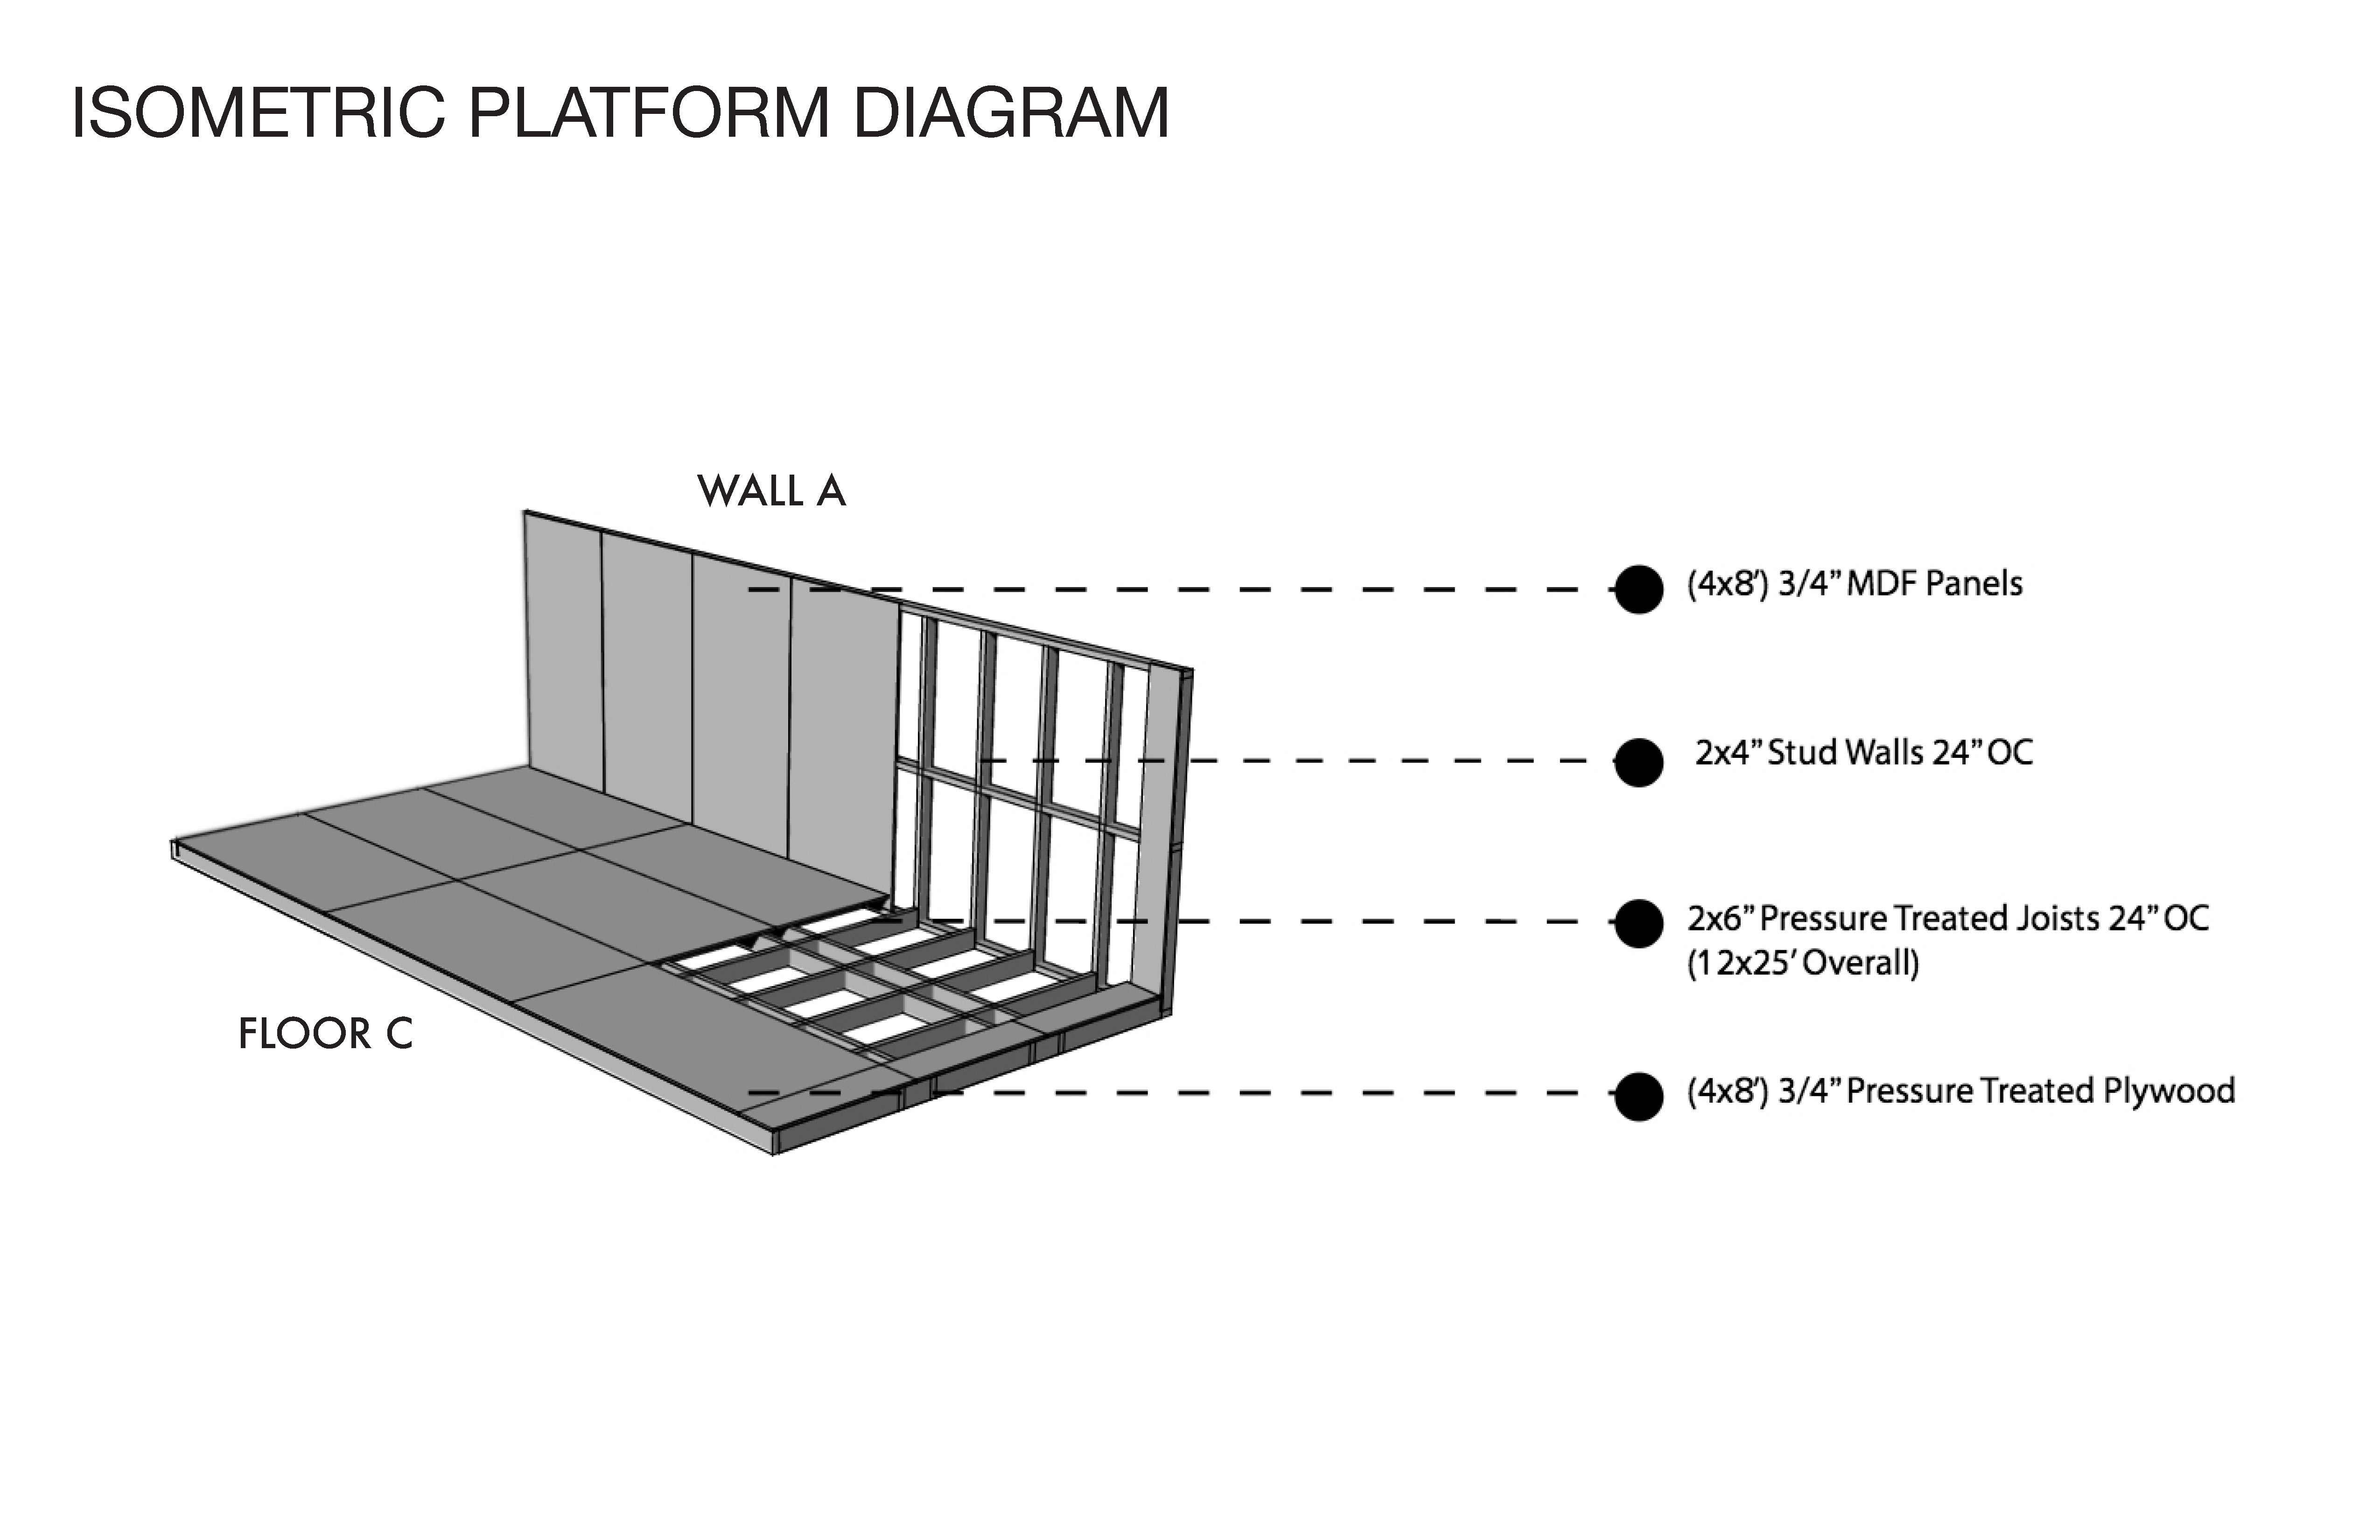 ISOMETRIC PLATFORM DIAGRAM
WALL A
(4x8’) 3/4” MDF Panels
2x4” Stud Walls 24” OC
2x6” Pressure Treated Joists 24” OC
(12x25’ Overall)
FLOOR C
(4x8’) 3/4” Pressure Treated Plywood